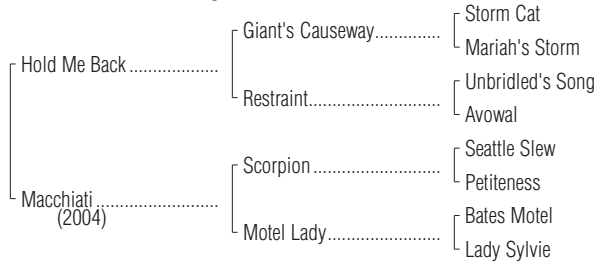 Storm Cat
Giant's Causeway..............
Mariah's Storm
Hold Me Back ...................
Unbridled's Song
Restraint............................
Avowal
Seattle Slew
Scorpion ...........................
Petiteness
Macchiati ..........................
(2004)
Bates Motel
Motel Lady.........................
Lady Sylvie